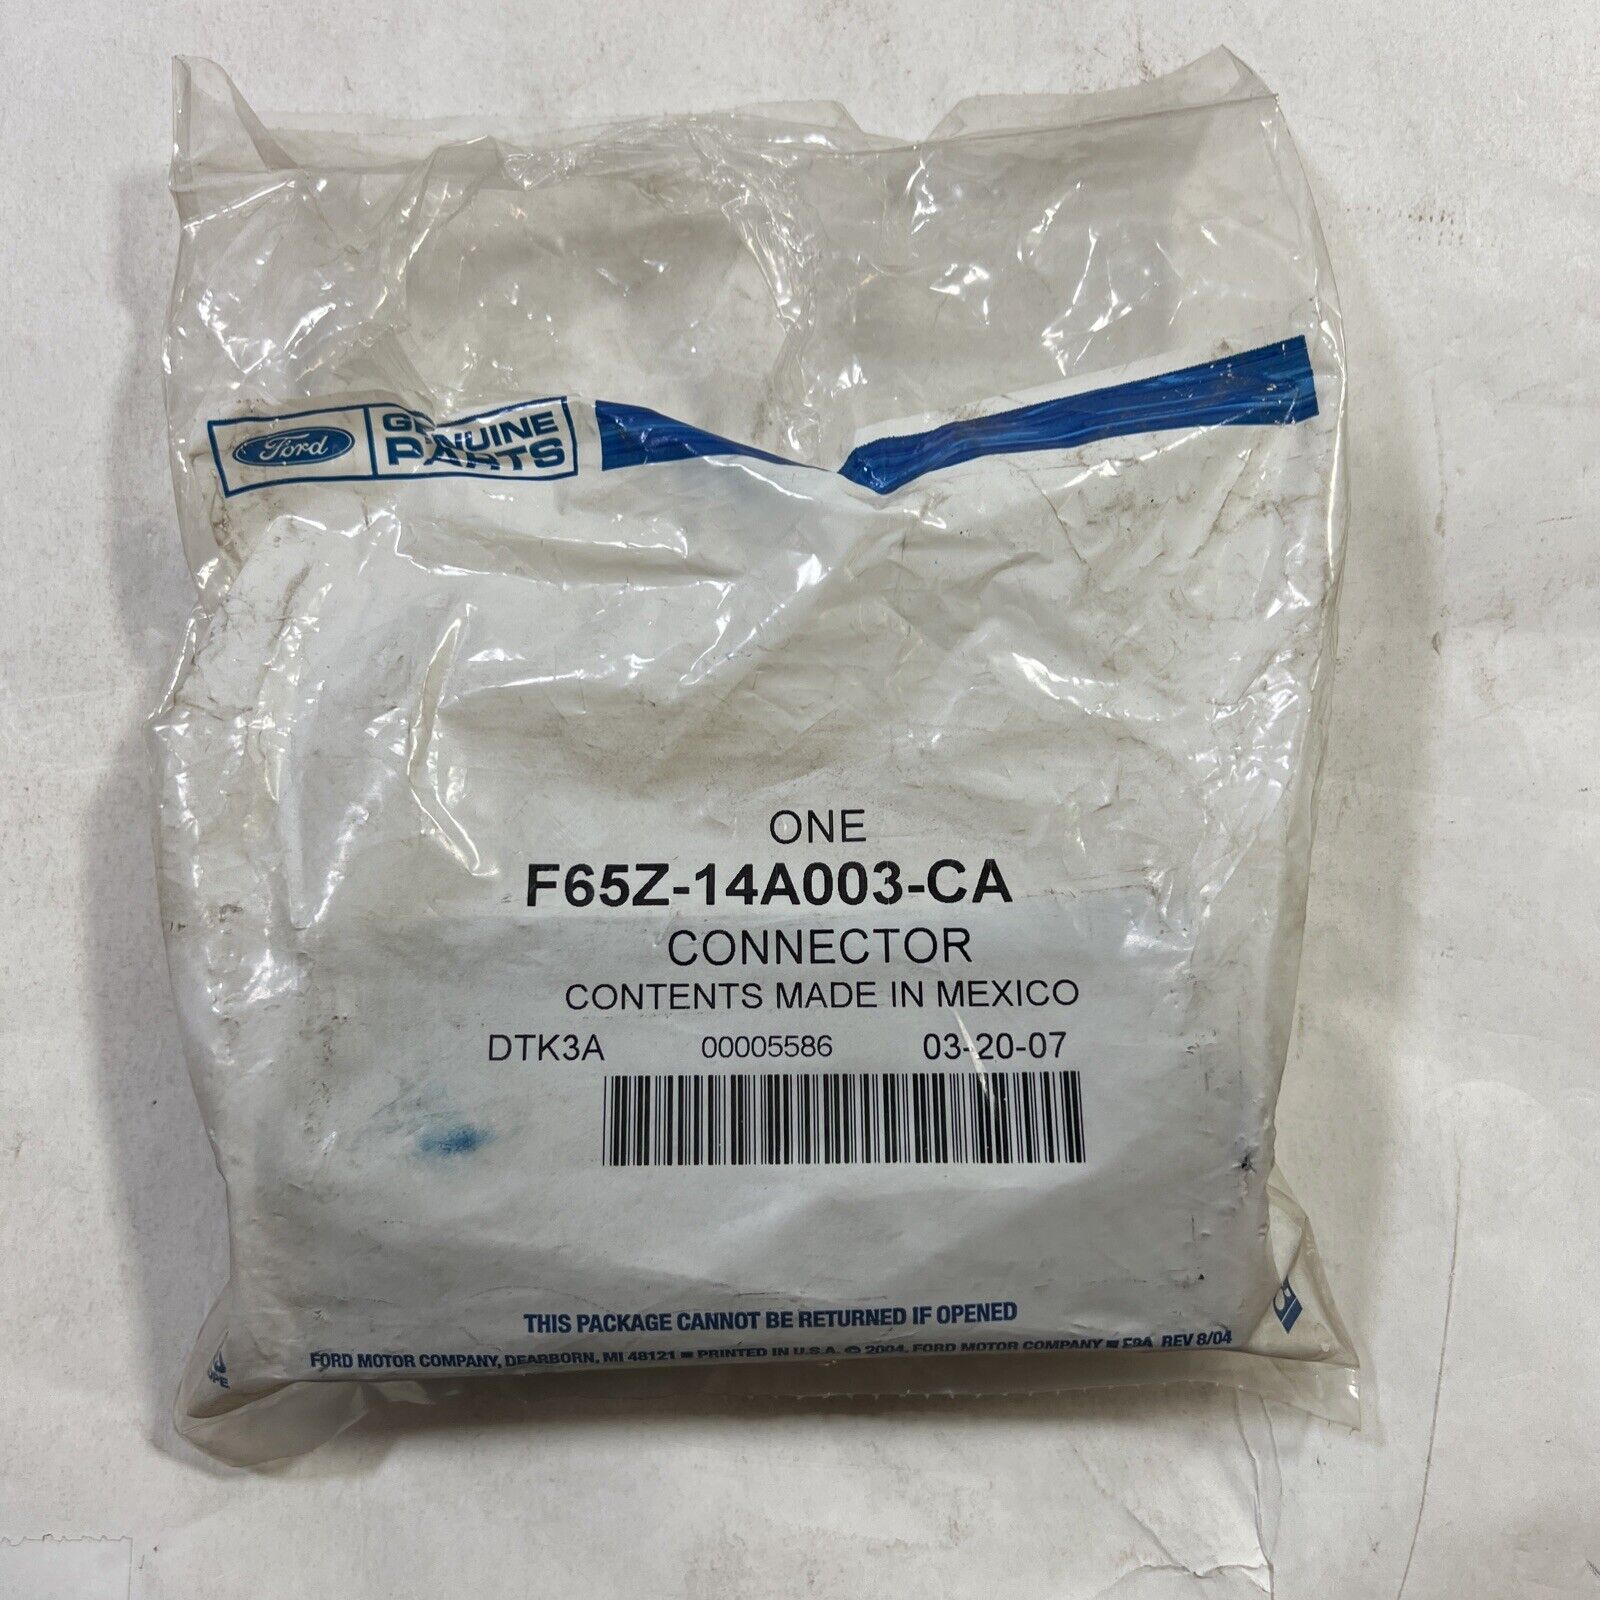 Ford GENUINE
PARTS
ONE
F65Z-14A003-CA
CONNECTOR
CONTENTS MADE IN MEXICO
DTK3A 00005586 03-20-07
THIS PACKAGE CANNOT BE RETURNED IF OPENED
FORD MOTOR COMPANY, DEARBORN, MI 48121 ■ PRINTED IN U.S.A. © 2004, FORD MOTOR COMPANY ■ E9A REV 8/04